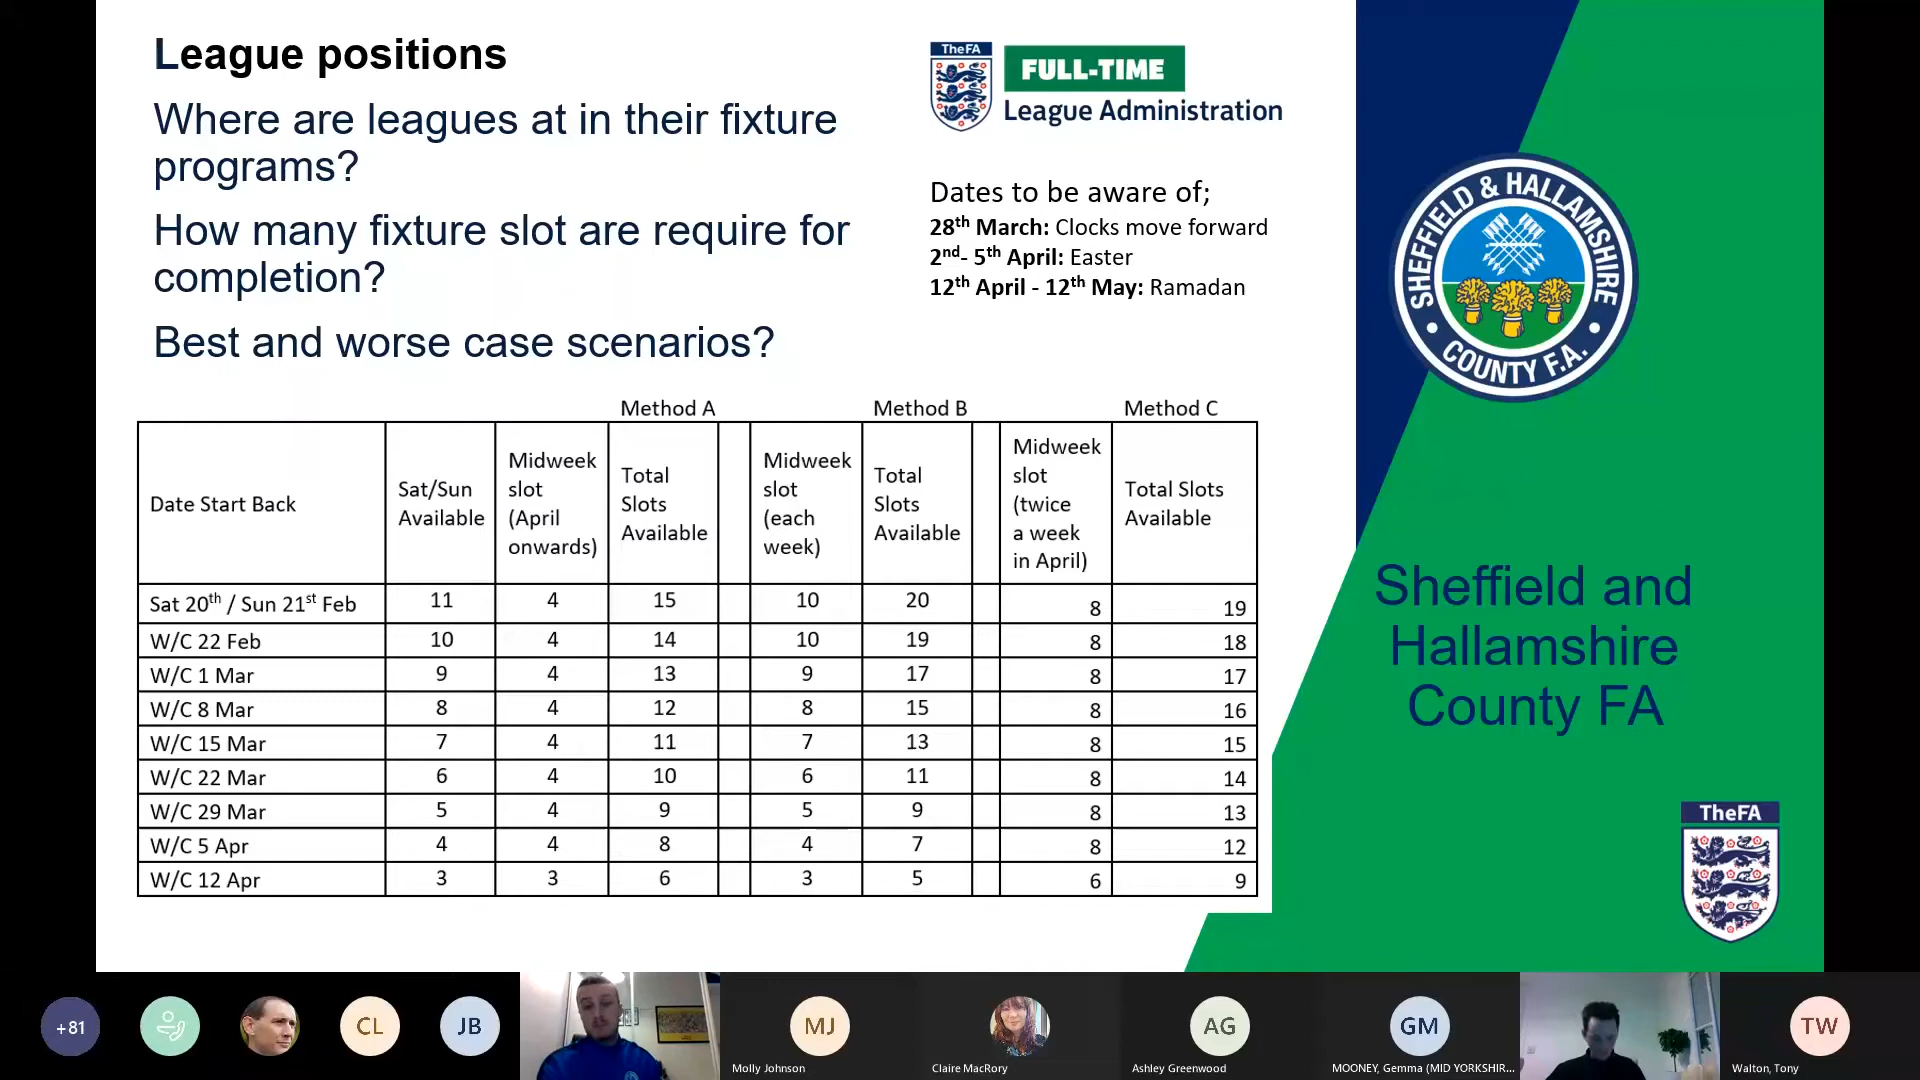 League positions
Where are leagues at in their fixture
programs?
How many fixture slot are require for
completion?
Best and worse case scenarios?
TheFA
FULL-TIME
League Administration
Dates to be aware of;
28th March: Clocks move forward
2nd- 5th April: Easter
12th April - 12th May: Ramadan
SHEFFIELD & HALLAMSHIRE
COUNTY F.A.
Sheffield and
Hallamshire
County FA
TheFA
Method A Method B Method C
Date Start Back
Sat/Sun
Available
Midweek
slot
(April
onwards)
Total
Slots
Available
Midweek
slot
(each
week)
Total
Slots
Available
Midweek
slot
(twice
a week
in April)
Total Slots
Available
Sat 20th / Sun 21st Feb 11 4 15 10 20 8 19
W/C 22 Feb 10 4 14 10 19 8 18
W/C 1 Mar 9 4 13 9 17 8 17
W/C 8 Mar 8 4 12 8 15 8 16
W/C 15 Mar 7 4 11 7 13 8 15
W/C 22 Mar 6 4 10 6 11 8 14
W/C 29 Mar 5 4 9 5 9 8 13
W/C 5 Apr 4 4 8 4 7 8 12
W/C 12 Apr 3 3 6 3 5 6 9
+81
CL
JB
MJ
Molly Johnson
Claire MacRory
AG
Ashley Greenwood
GM
MOONEY, Gemma (MID YORKSHIR...
TW
Walton, Tony